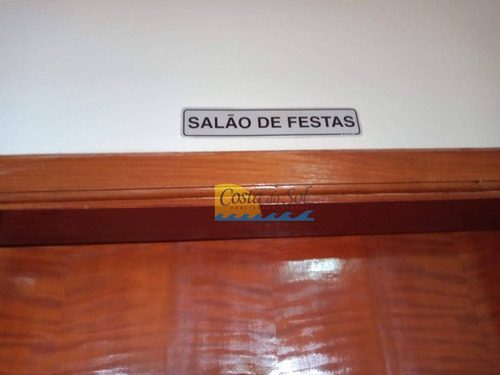 SALÃO DE FESTAS
Costa do Sol